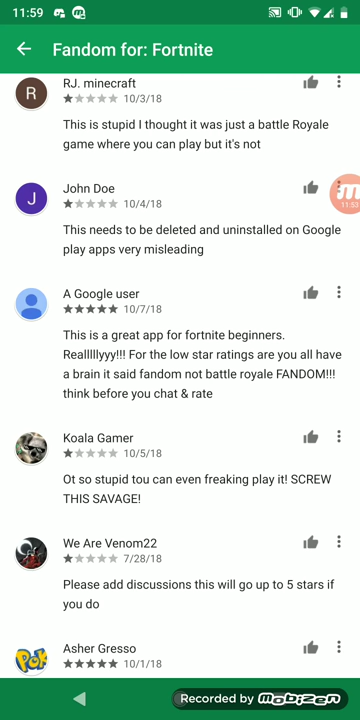 11:59
Fandom for: Fortnite
R
RJ. minecraft
10/3/18
This is stupid I thought it was just a battle Royale
game where you can play but it's not
J
John Doe
10/4/18
11:53
This needs to be deleted and uninstalled on Google
play apps very misleading
A Google user
10/7/18
This is a great app for fortnite beginners.
Realllllyyy!!! For the low star ratings are you all have
a brain it said fandom not battle royale FANDOM!!!
think before you chat & rate
Koala Gamer
10/5/18
Ot so stupid tou can even freaking play it! SCREW
THIS SAVAGE!
We Are Venom22
7/28/18
Please add discussions this will go up to 5 stars if
you do
Asher Gresso
10/1/18
Recorded by mobizen